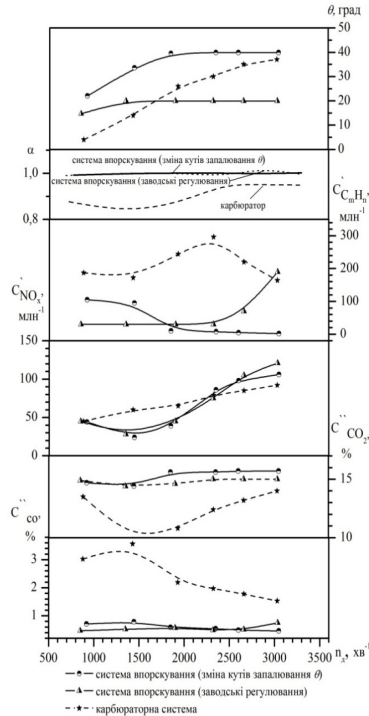 θ, град
50
40
30
20
10
0
α
система впорскування (зміна кутів запалювання θ)
1,0
система впорскування (заводські регулювання)
карбюратор
0,8
C`CmHn,
млн-1
300
200
100
0
C`NOx,
млн-1
150
100
50
0
C``CO2,
%
15
10
C``co,
%
3
2
1
500 1000 1500 2000 2500 3000 3500 nд, хв-1
система впорскування (зміна кутів запалювання θ)
система впорскування (заводські регулювання)
карбюраторна система